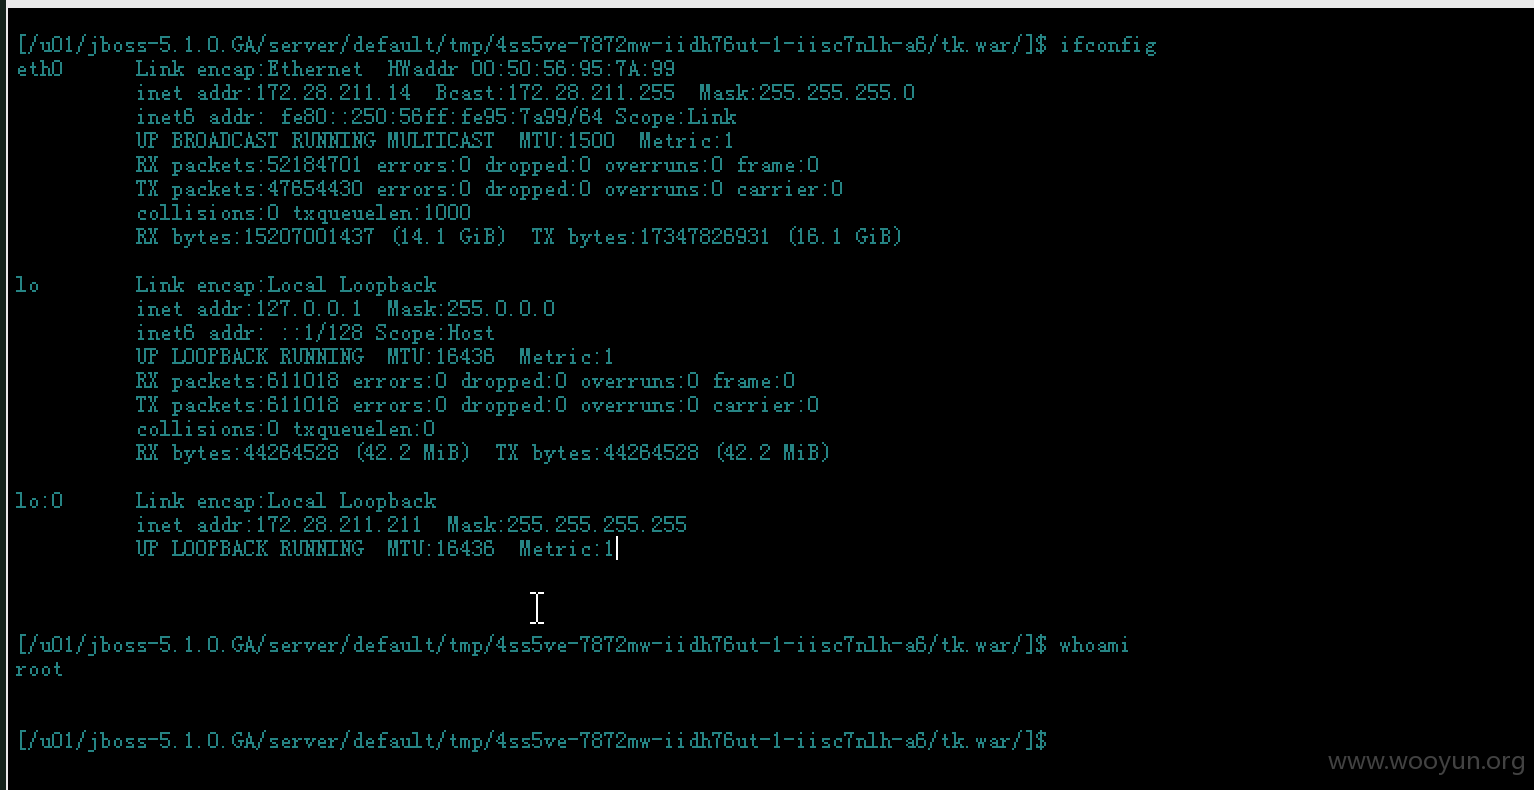 [/u01/jboss-5.1.0.GA/server/default/tmp/4ss5ve-7872mw-iidh76ut-1-iisc7nlh-a6/tk.war/]$ ifconfig
eth0 Link encap:Ethernet HWaddr 00:50:56:95:7A:99
inet addr:172.28.211.14 Bcast:172.28.211.255 Mask:255.255.255.0
inet6 addr: fe80::250:56ff:fe95:7a99/64 Scope:Link
UP BROADCAST RUNNING MULTICAST MTU:1500 Metric:1
RX packets:52184701 errors:0 dropped:0 overruns:0 frame:0
TX packets:47654430 errors:0 dropped:0 overruns:0 carrier:0
collisions:0 txqueuelen:1000
RX bytes:15207001437 (14.1 GiB) TX bytes:17347826931 (16.1 GiB)
lo Link encap:Local Loopback
inet addr:127.0.0.1 Mask:255.0.0.0
inet6 addr: ::1/128 Scope:Host
UP LOOPBACK RUNNING MTU:16436 Metric:1
RX packets:611018 errors:0 dropped:0 overruns:0 frame:0
TX packets:611018 errors:0 dropped:0 overruns:0 carrier:0
collisions:0 txqueuelen:0
RX bytes:44264528 (42.2 MiB) TX bytes:44264528 (42.2 MiB)
lo:0 Link encap:Local Loopback
inet addr:172.28.211.211 Mask:255.255.255.255
UP LOOPBACK RUNNING MTU:16436 Metric:1
[/u01/jboss-5.1.0.GA/server/default/tmp/4ss5ve-7872mw-iidh76ut-1-iisc7nlh-a6/tk.war/]$ whoami
root
[/u01/jboss-5.1.0.GA/server/default/tmp/4ss5ve-7872mw-iidh76ut-1-iisc7nlh-a6/tk.war/]$
www.wooyun.org